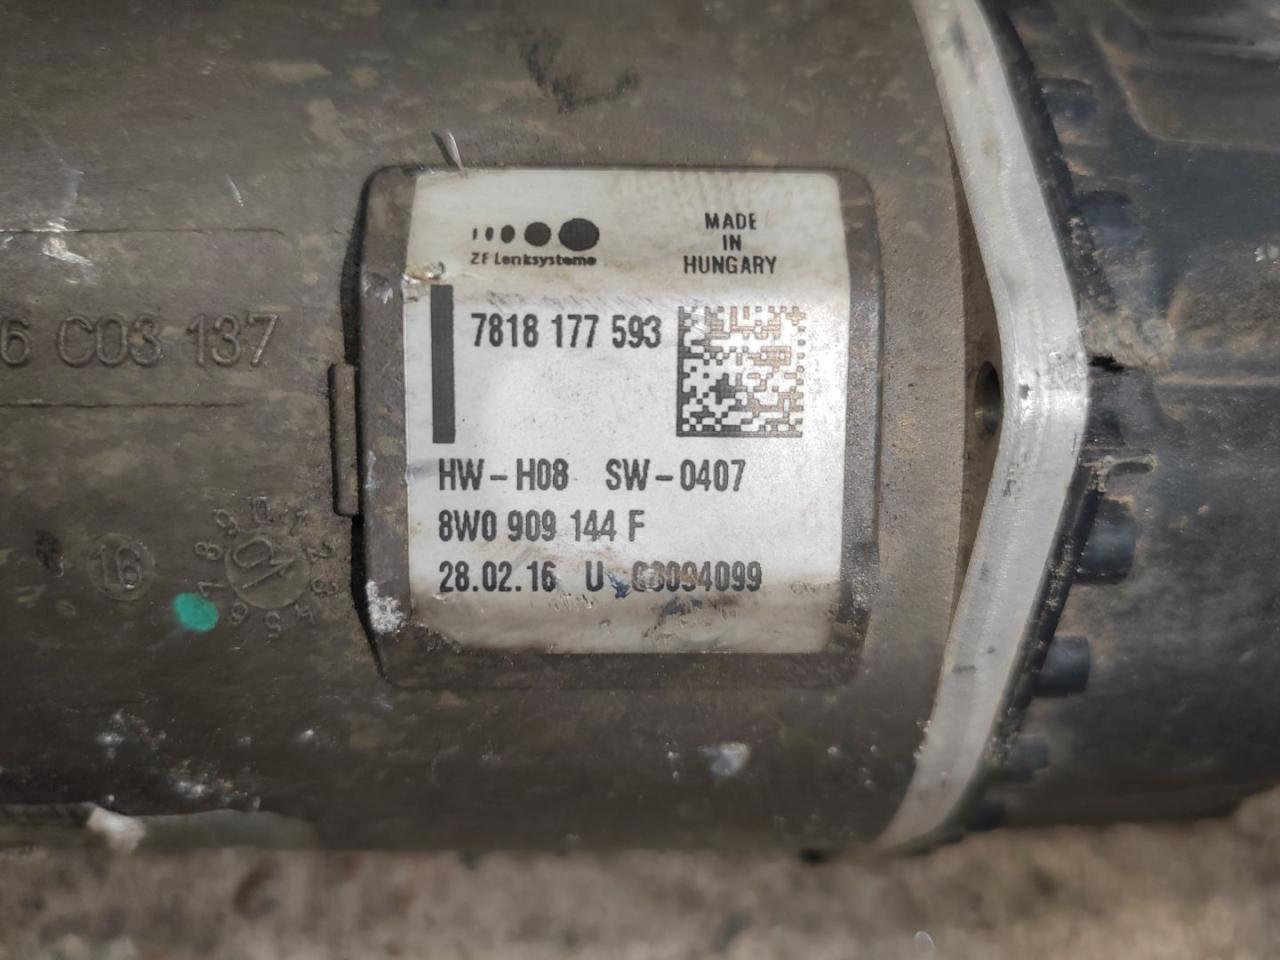 ZF Lenksysteme
MADE
IN
HUNGARY
7818 177 593
HW-H08 SW-0407
8W0 909 144 F
28.02.16 U
6 C03 137
16